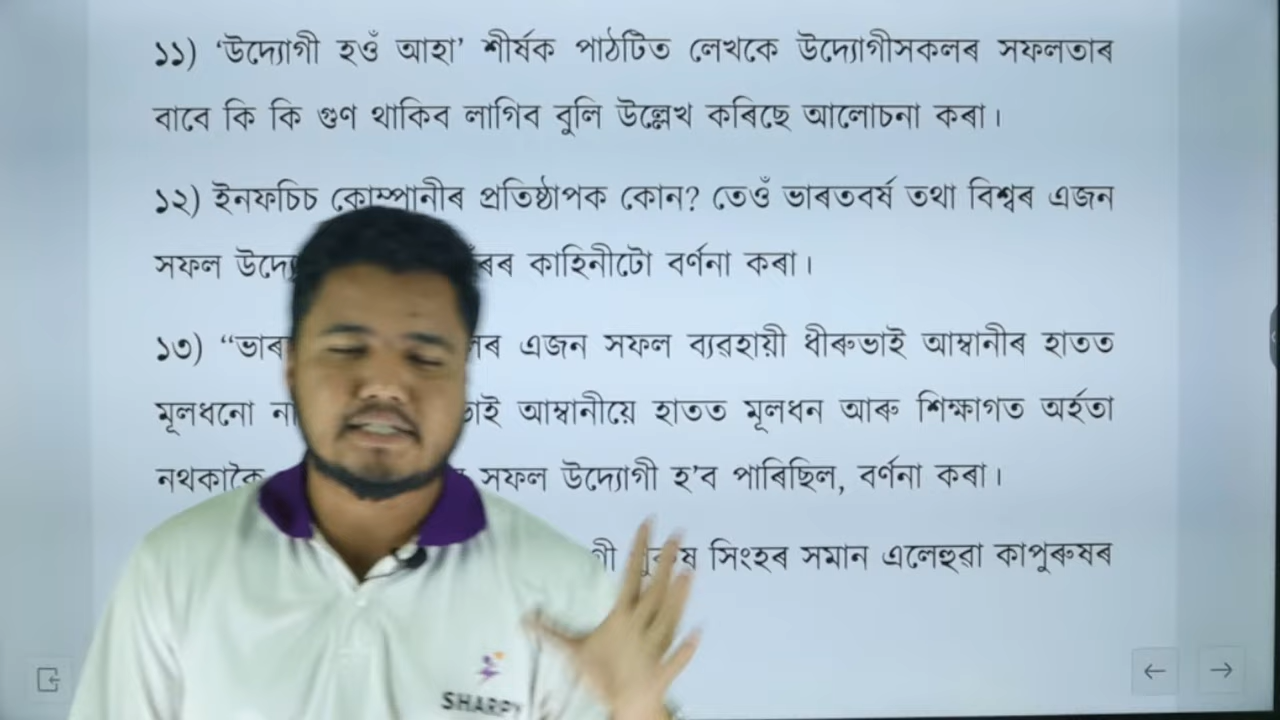 ১১) ‘উদ্যোগী হওঁ আহা’ শীৰ্ষক পাঠটিত লেখকে উদ্যোগীসকলৰ সফলতাৰ
বাবে কি কি গুণ থাকিব লাগিব বুলি উল্লেখ কৰিছে আলোচনা কৰা।
১২) ইনফচিচ কোম্পানীৰ প্ৰতিষ্ঠাপক কোন? তেওঁ ভাৰতবৰ্ষ তথা বিশ্বৰ এজন
সফল কাহিনীটো বৰ্ণনা কৰা।
১৩) “ এজন সফল ব্যৱহায়ী ধীৰুভাই আম্বানীৰ হাতত
মূলধনো আম্বানীয়ে হাতত মূলধন আৰু শিক্ষাগত অৰ্হতা
নথকাকৈ সফল উদ্যোগী হ’ব পাৰিছিল, বৰ্ণনা কৰা।
সিংহৰ সমান এলেহুৱা কাপুৰুষৰ
SHARP